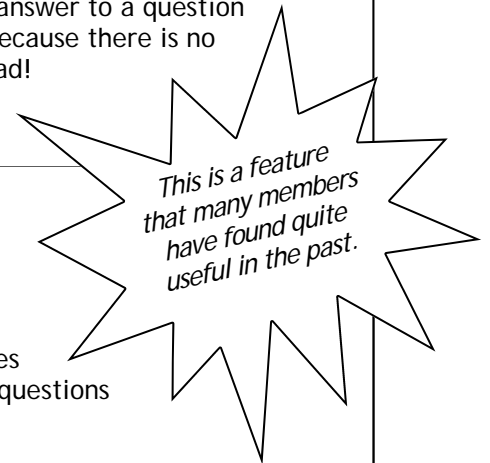 answer to a question
ecause there is no
ad!
This is a feature
that many members
have found quite
useful in the past.
es
questions